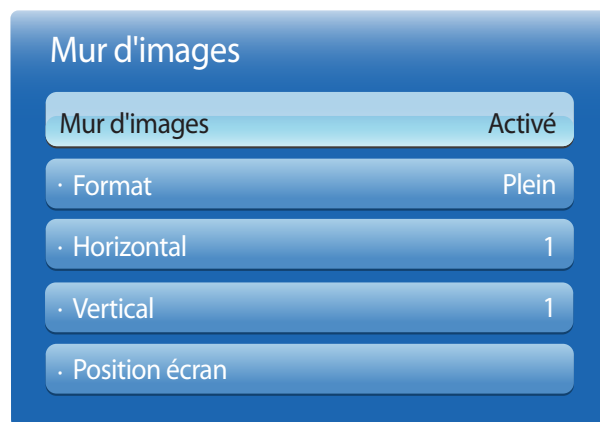 Mur d'images
Mur d'images Activé
· Format Plein
· Horizontal 1
· Vertical 1
· Position écran